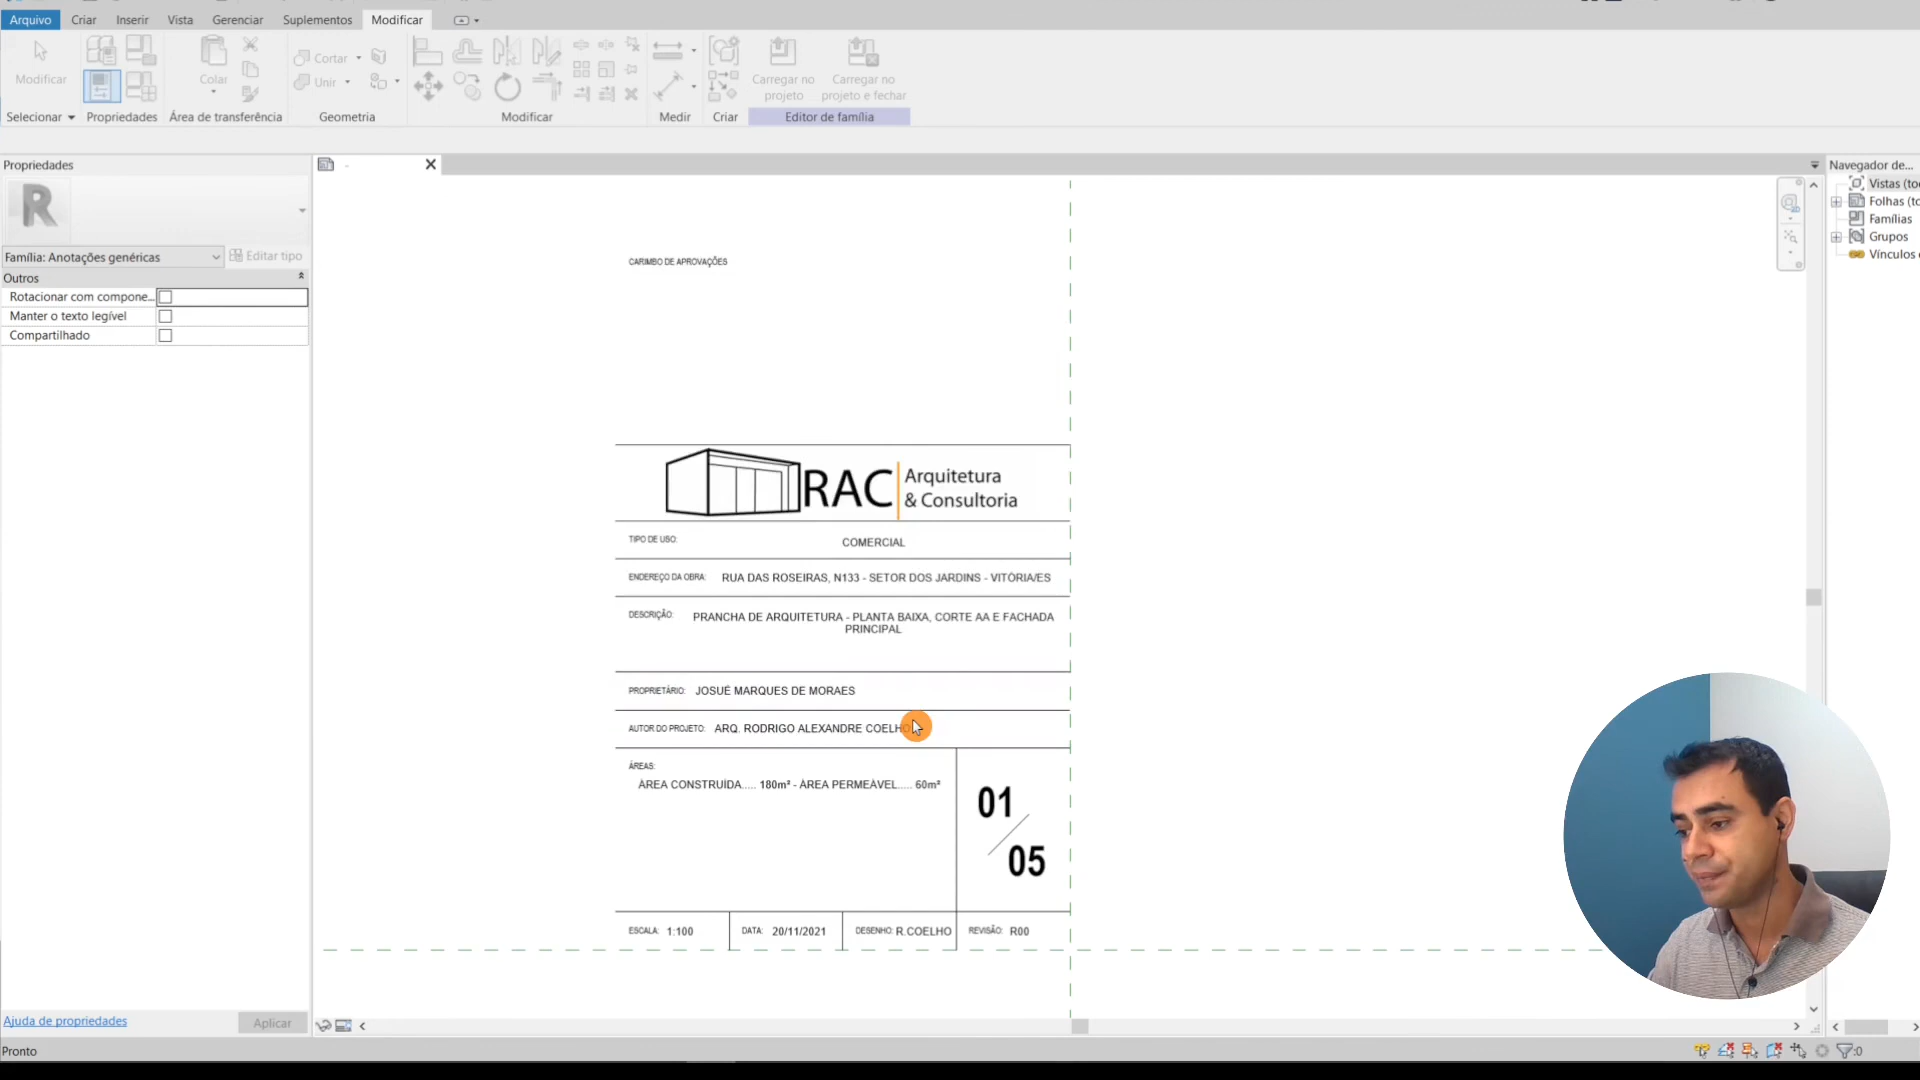 Arquivo
Criar
Inserir
Vista
Gerenciar
Suplementos
Modificar
Modificar
Colar
Cortar
Unir
Carregar no projeto
Carregar no projeto e fechar
Selecionar
Propriedades
Área de transferência
Geometria
Modificar
Medir
Criar
Editor de família
Propriedades
-
Navegador de...
R
Família: Anotações genéricas
Editar tipo
Outros
Rotacionar com compone...
Manter o texto legível
Compartilhado
Vistas (to
Folhas (to
Famílias
Grupos
Vínculos
CARIMBO DE APROVAÇÕES
RAC
Arquitetura
& Consultoria
TIPO DE USO:
COMERCIAL
ENDEREÇO DA OBRA:
RUA DAS ROSEIRAS, N133 - SETOR DOS JARDINS - VITÓRIA/ES
DESCRIÇÃO:
PRANCHA DE ARQUITETURA - PLANTA BAIXA, CORTE AA E FACHADA
PRINCIPAL
PROPRIETÁRIO: JOSUÉ MARQUES DE MORAES
AUTOR DO PROJETO: ARQ. RODRIGO ALEXANDRE COELHO
ÁREAS:
ÁREA CONSTRUÍDA..... 180m² - ÁREA PERMEÁVEL..... 60m²
01
05
ESCALA: 1:100
DATA: 20/11/2021
DESENHO: R.COELHO
REVISÃO: R00
Ajuda de propriedades
Aplicar
Pronto
:0